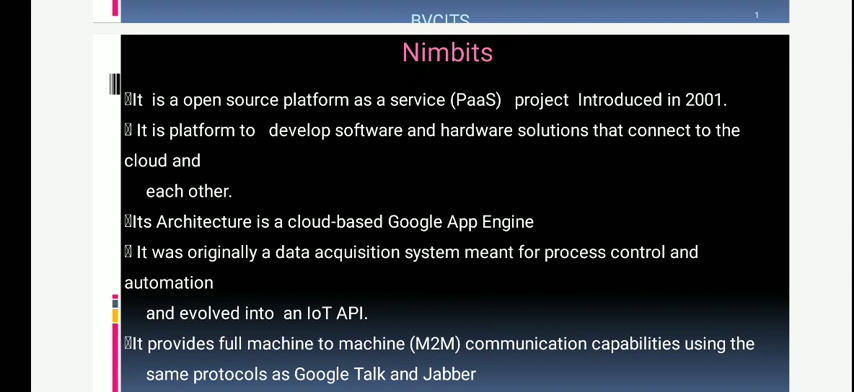 BVCITS
1
Nimbits
It is a open source platform as a service (PaaS) project Introduced in 2001.
It is platform to develop software and hardware solutions that connect to the
cloud and
each other.
Its Architecture is a cloud-based Google App Engine
It was originally a data acquisition system meant for process control and
automation
and evolved into an IoT API.
It provides full machine to machine (M2M) communication capabilities using the
same protocols as Google Talk and Jabber